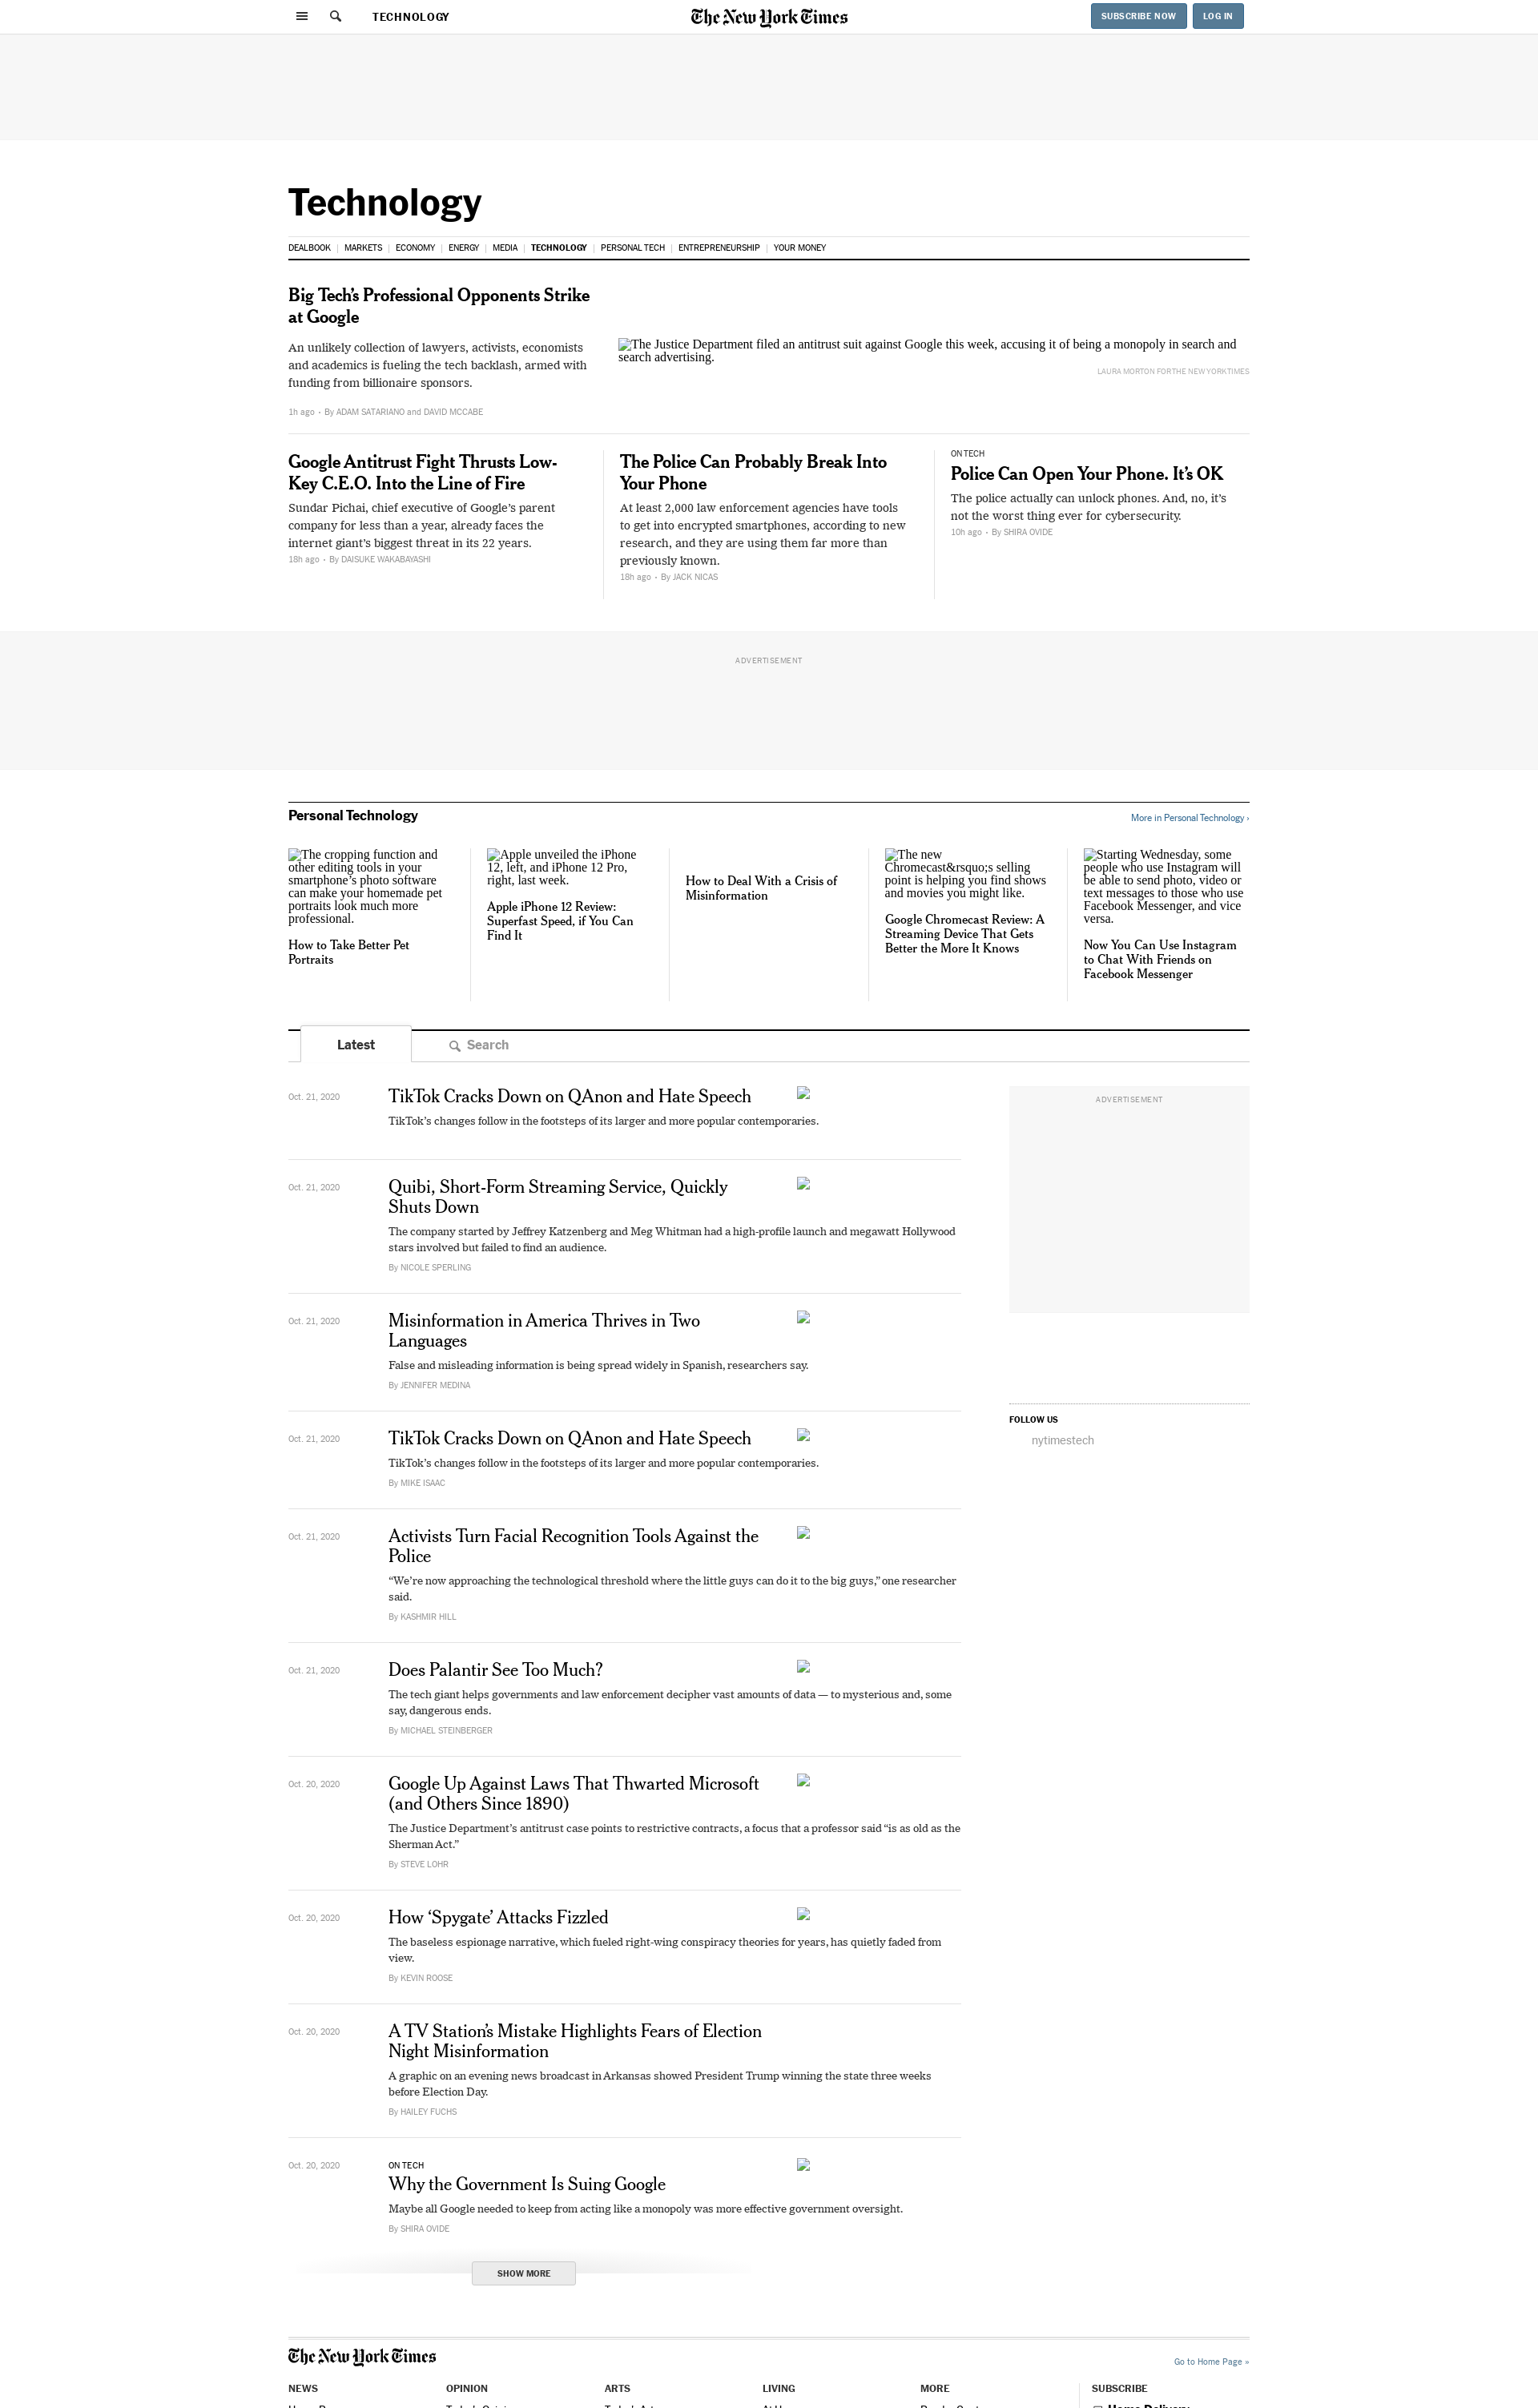 TECHNOLOGY
The New York Times
SUBSCRIBE NOW
LOG IN
Technology
DEALBOOK
MARKETS
ECONOMY
ENERGY
MEDIA
TECHNOLOGY
PERSONAL TECH
ENTREPRENEURSHIP
YOUR MONEY
Big Tech’s Professional Opponents Strike
at Google
An unlikely collection of lawyers, activists, economists
and academics is fueling the tech backlash, armed with
funding from billionaire sponsors.
1h ago • By ADAM SATARIANO and DAVID MCCABE
The Justice Department filed an antitrust suit against Google this week, accusing it of being a monopoly in search and
search advertising.
LAURA MORTON FOR THE NEW YORK TIMES
Google Antitrust Fight Thrusts Low-
Key C.E.O. Into the Line of Fire
Sundar Pichai, chief executive of Google’s parent
company for less than a year, already faces the
internet giant’s biggest threat in its 22 years.
18h ago • By DAISUKE WAKABAYASHI
The Police Can Probably Break Into
Your Phone
At least 2,000 law enforcement agencies have tools
to get into encrypted smartphones, according to new
research, and they are using them far more than
previously known.
18h ago • By JACK NICAS
ON TECH
Police Can Open Your Phone. It’s OK
The police actually can unlock phones. And, no, it’s
not the worst thing ever for cybersecurity.
10h ago • By SHIRA OVIDE
ADVERTISEMENT
Personal Technology
More in Personal Technology ›
The cropping function and
other editing tools in your
smartphone’s photo software
can make your homemade pet
portraits look much more
professional.
How to Take Better Pet
Portraits
Apple unveiled the iPhone
12, left, and iPhone 12 Pro,
right, last week.
Apple iPhone 12 Review:
Superfast Speed, if You Can
Find It
How to Deal With a Crisis of
Misinformation
The new
Chromecast&rsquo;s selling
point is helping you find shows
and movies you might like.
Google Chromecast Review: A
Streaming Device That Gets
Better the More It Knows
Starting Wednesday, some
people who use Instagram will
be able to send photo, video or
text messages to those who use
Facebook Messenger, and vice
versa.
Now You Can Use Instagram
to Chat With Friends on
Facebook Messenger
Latest
Search
Oct. 21, 2020
TikTok Cracks Down on QAnon and Hate Speech
TikTok’s changes follow in the footsteps of its larger and more popular contemporaries.
ADVERTISEMENT
Oct. 21, 2020
Quibi, Short-Form Streaming Service, Quickly
Shuts Down
The company started by Jeffrey Katzenberg and Meg Whitman had a high-profile launch and megawatt Hollywood
stars involved but failed to find an audience.
By NICOLE SPERLING
Oct. 21, 2020
Misinformation in America Thrives in Two
Languages
False and misleading information is being spread widely in Spanish, researchers say.
By JENNIFER MEDINA
FOLLOW US
nytimestech
Oct. 21, 2020
TikTok Cracks Down on QAnon and Hate Speech
TikTok’s changes follow in the footsteps of its larger and more popular contemporaries.
By MIKE ISAAC
Oct. 21, 2020
Activists Turn Facial Recognition Tools Against the
Police
“We’re now approaching the technological threshold where the little guys can do it to the big guys,” one researcher
said.
By KASHMIR HILL
Oct. 21, 2020
Does Palantir See Too Much?
The tech giant helps governments and law enforcement decipher vast amounts of data — to mysterious and, some
say, dangerous ends.
By MICHAEL STEINBERGER
Oct. 20, 2020
Google Up Against Laws That Thwarted Microsoft
(and Others Since 1890)
The Justice Department’s antitrust case points to restrictive contracts, a focus that a professor said “is as old as the
Sherman Act.”
By STEVE LOHR
Oct. 20, 2020
How ‘Spygate’ Attacks Fizzled
The baseless espionage narrative, which fueled right-wing conspiracy theories for years, has quietly faded from
view.
By KEVIN ROOSE
Oct. 20, 2020
A TV Station’s Mistake Highlights Fears of Election
Night Misinformation
A graphic on an evening news broadcast in Arkansas showed President Trump winning the state three weeks
before Election Day.
By HAILEY FUCHS
Oct. 20, 2020
ON TECH
Why the Government Is Suing Google
Maybe all Google needed to keep from acting like a monopoly was more effective government oversight.
By SHIRA OVIDE
SHOW MORE
The New York Times
Go to Home Page »
NEWS
OPINION
ARTS
LIVING
MORE
SUBSCRIBE